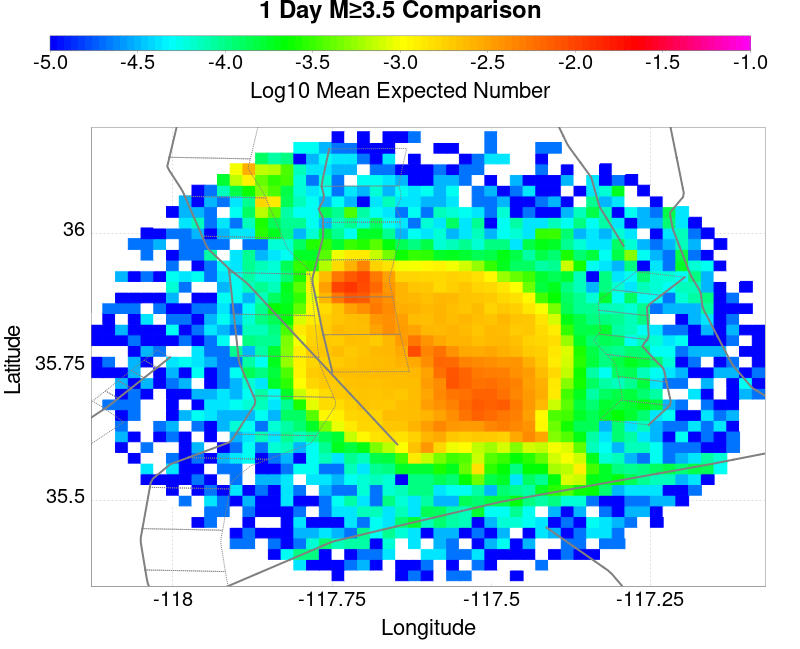 1 Day M≥3.5 Comparison
-5.0 -4.5 -4.0 -3.5 -3.0 -2.5 -2.0 -1.5 -1.0
Log10 Mean Expected Number
36
35.75
35.5
Latitude
-118 -117.75 -117.5 -117.25
Longitude